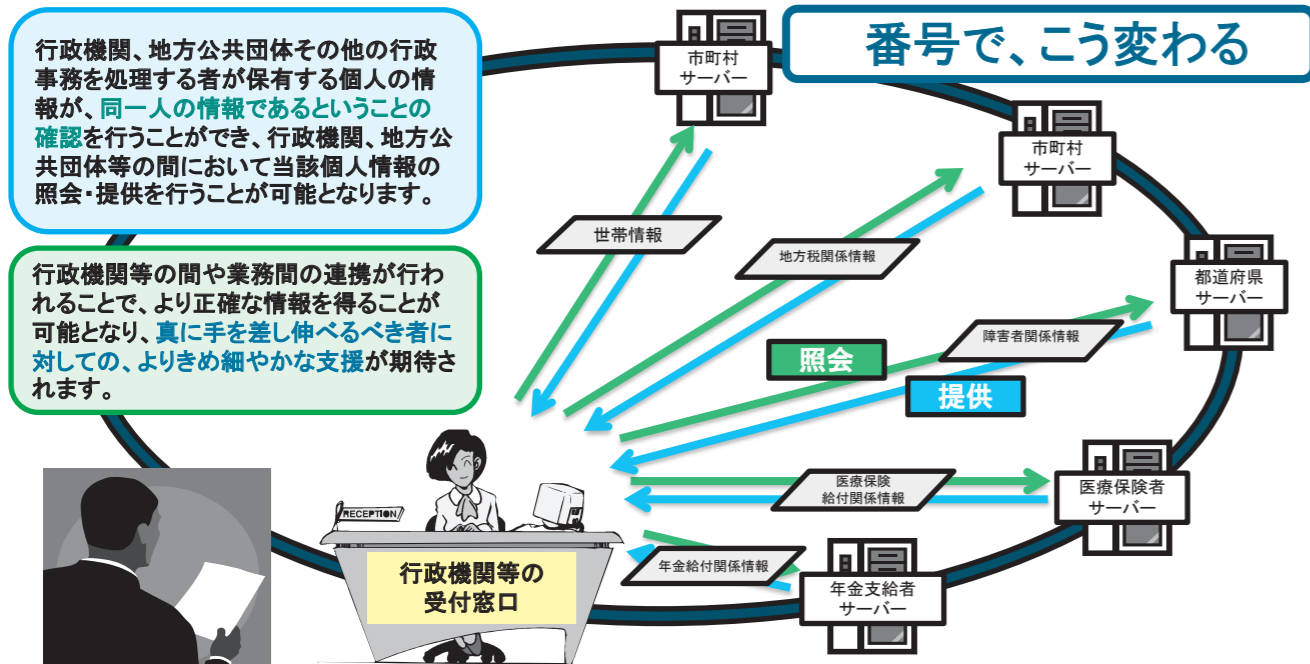 番号で、こう変わる
行政機関、地方公共団体その他の行政
事務を処理する者が保有する個人の情
報が、同一人の情報であるということの
確認を行うことができ、行政機関、地方公
共団体等の間において当該個人情報の
照会・提供を行うことが可能となります。
行政機関等の間や業務間の連携が行わ
れることで、より正確な情報を得ることが
可能となり、真に手を差し伸べるべき者に
対しての、よりきめ細やかな支援が期待さ
れます。
市町村
サーバー
市町村
サーバー
都道府県
サーバー
医療保険者
サーバー
年金支給者
サーバー
世帯情報
地方税関係情報
障害者関係情報
照会
提供
医療保険
給付関係情報
年金給付関係情報
RECEPTION
行政機関等の
受付窓口